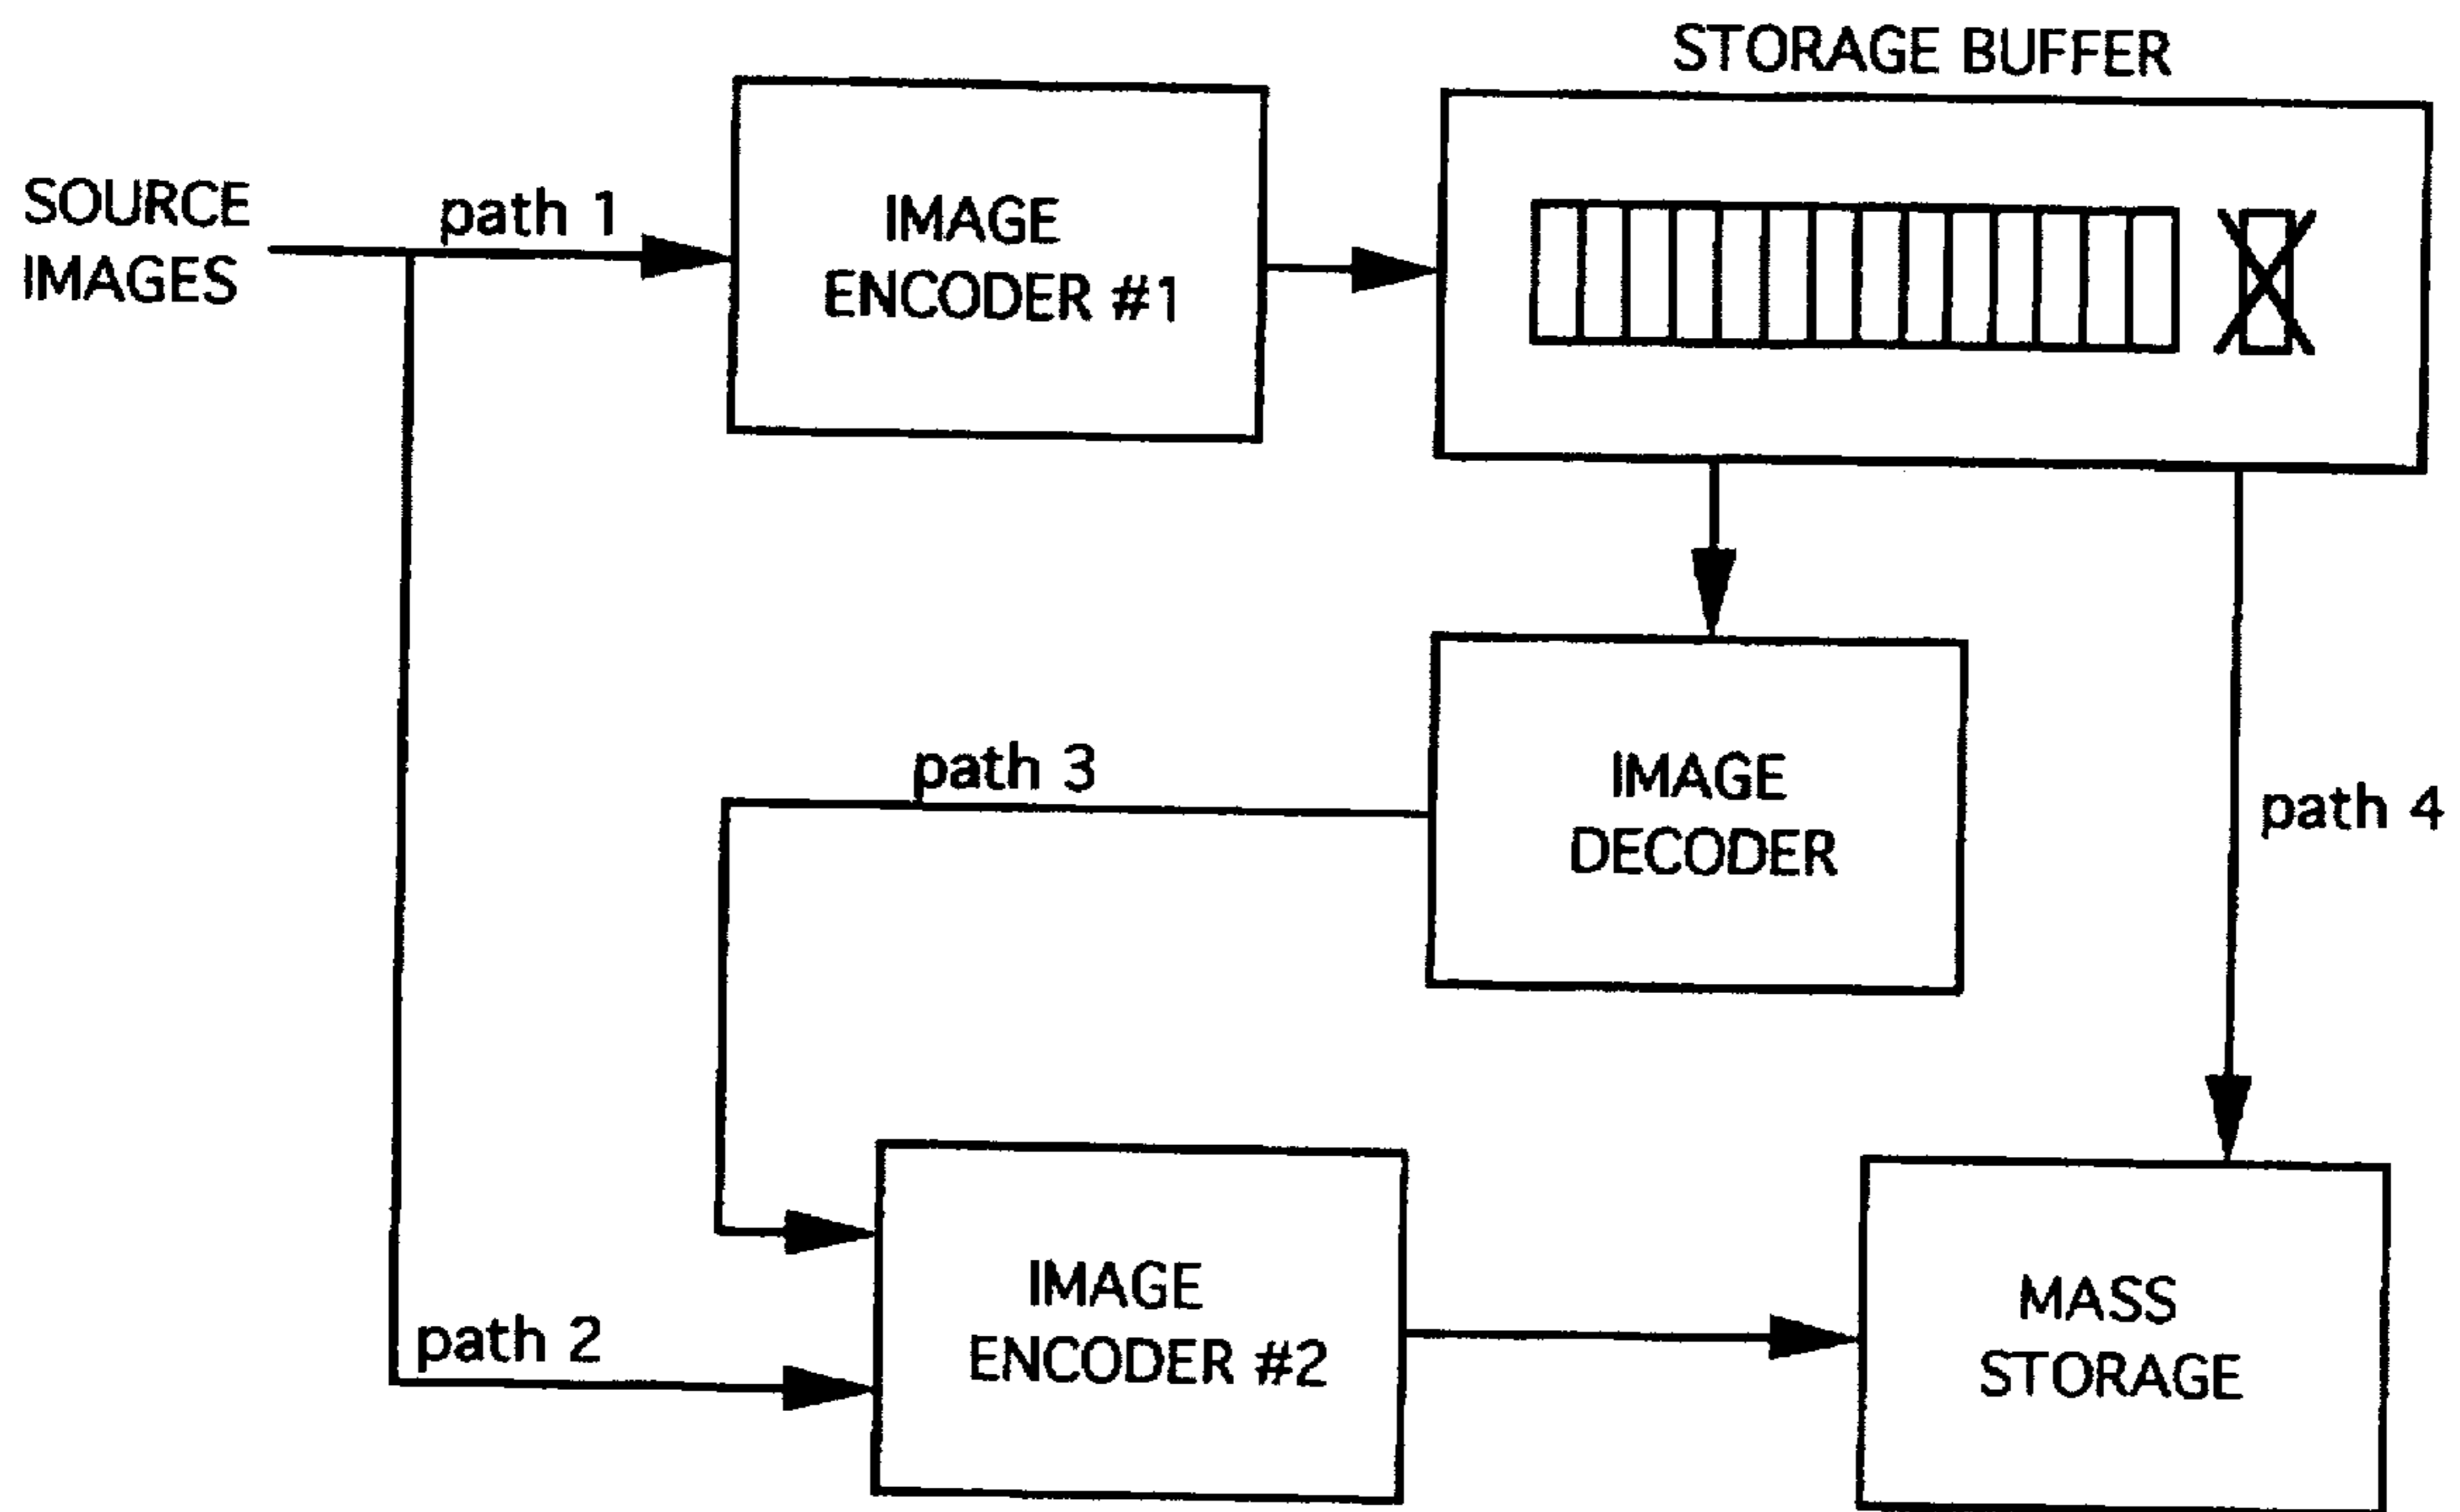 STORAGE BUFFER
SOURCE
IMAGES
path 1
IMAGE
ENCODER #1
path 3
IMAGE
DECODER
path 4
path 2
IMAGE
ENCODER #2
MASS
STORAGE